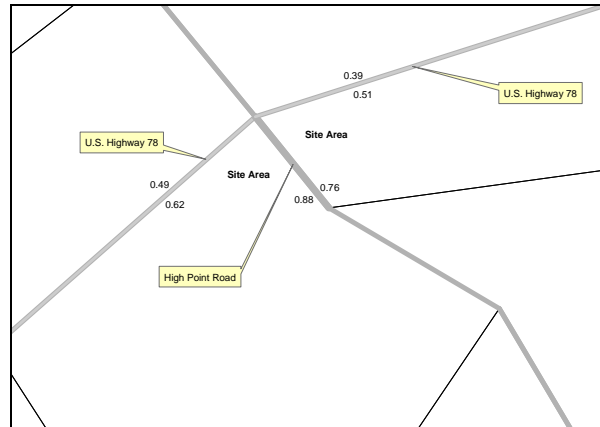 0.39
0.51
U.S. Highway 78
Site Area
U.S. Highway 78
Site Area
0.49
0.62
0.76
0.88
High Point Road